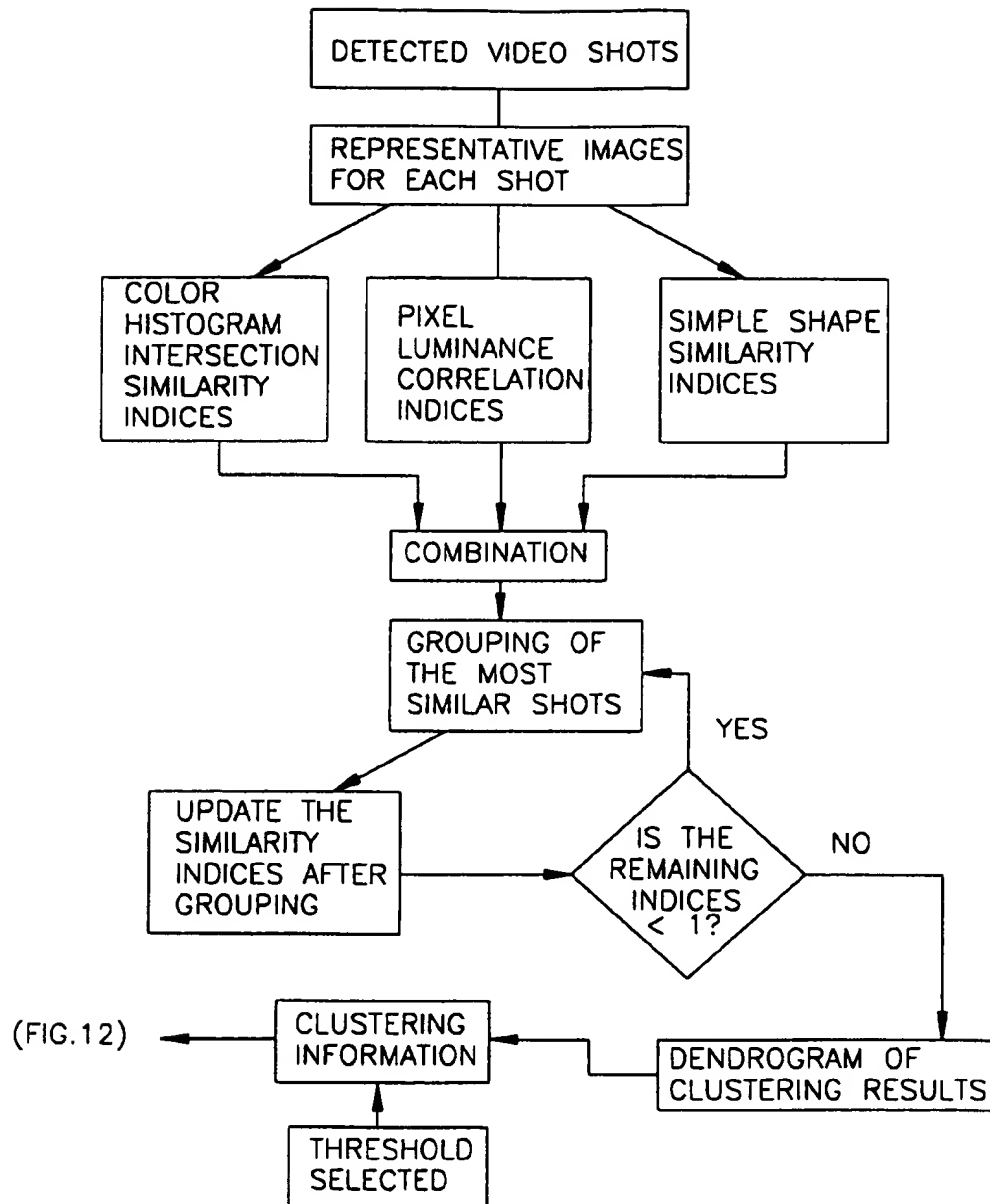 DETECTED VIDEO SHOTS
REPRESENTATIVE IMAGES
FOR EACH SHOT
COLOR
HISTOGRAM
INTERSECTION
SIMILARITY
INDICES
PIXEL
LUMINANCE
CORRELATION
INDICES
SIMPLE SHAPE
SIMILARITY
INDICES
COMBINATION
GROUPING OF
THE MOST
SIMILAR SHOTS
YES
UPDATE THE
SIMILARITY
INDICES AFTER
GROUPING
IS THE
REMAINING
INDICES
< 1?
NO
(FIG.12)
CLUSTERING
INFORMATION
DENDROGRAM OF
CLUSTERING RESULTS
THRESHOLD
SELECTED